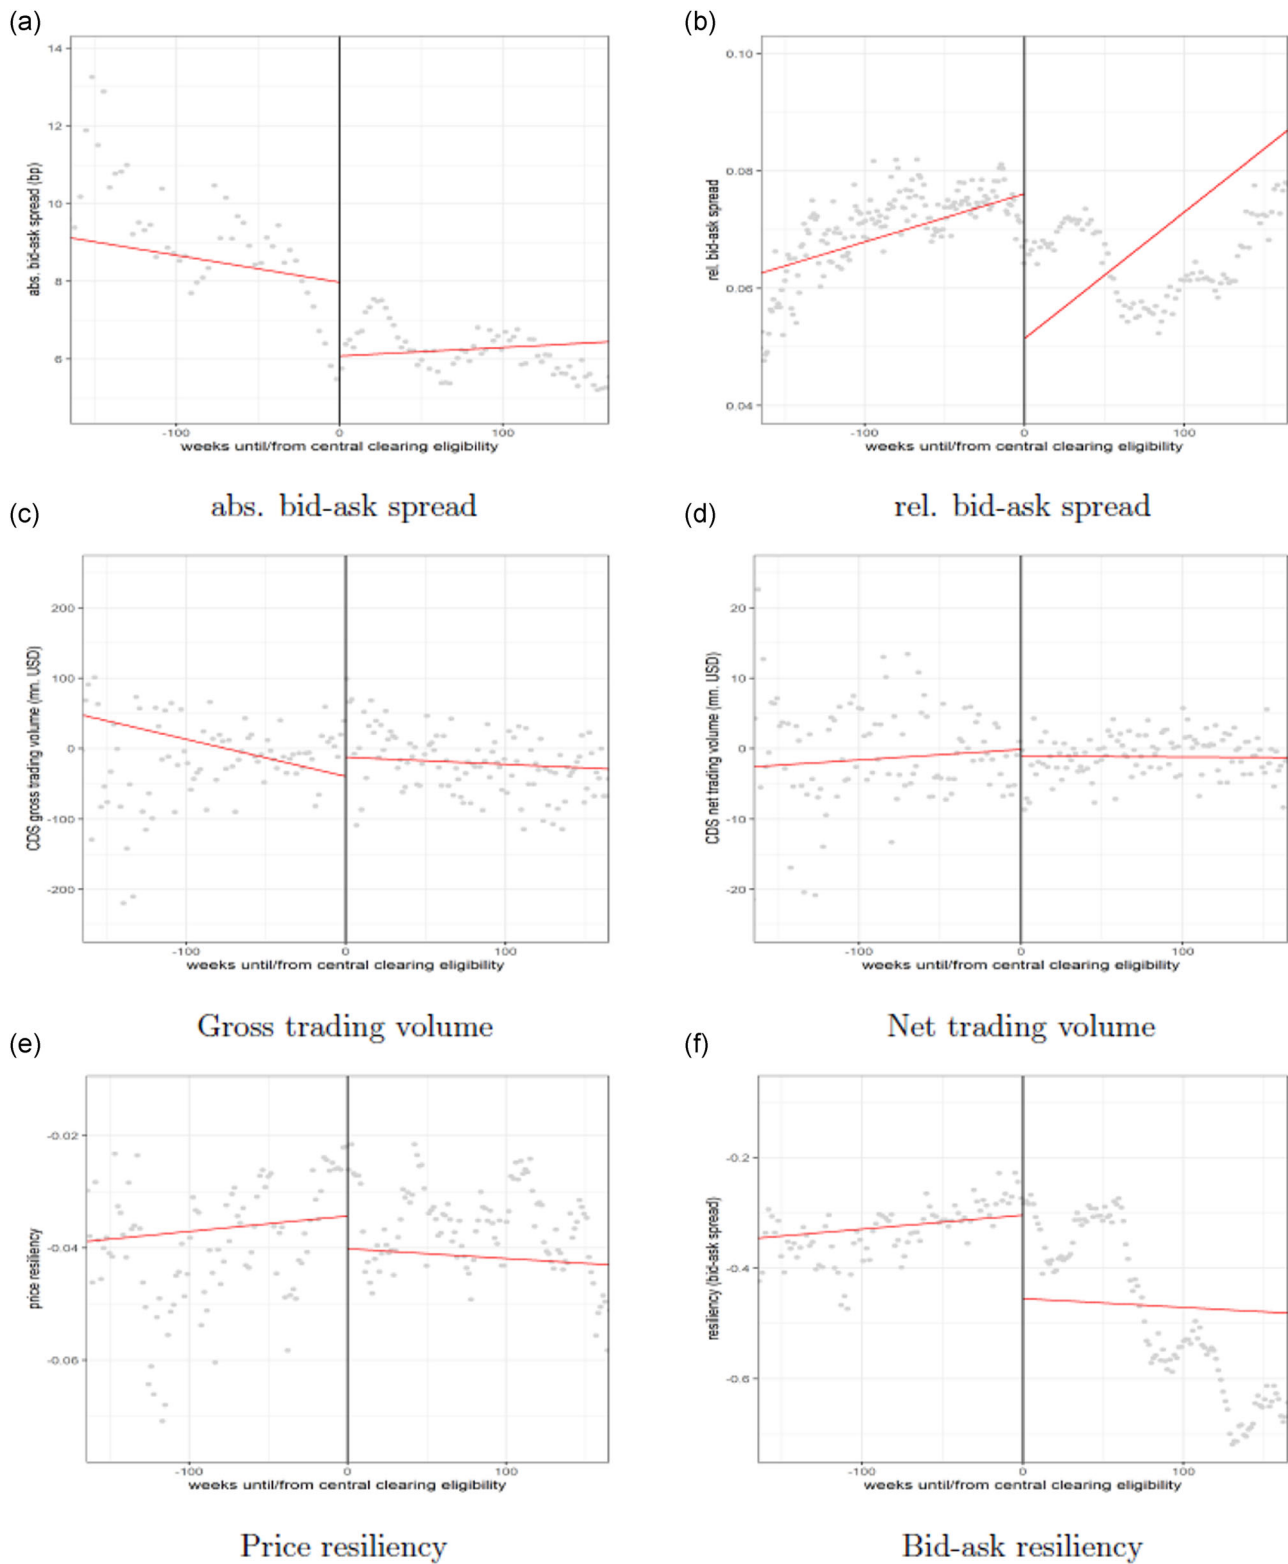 (a)
abs. bid-ask spread (bp)
14
12
10
8
6
-100
0
100
weeks until/from central clearing eligibility
abs. bid-ask spread
(b)
rel. bid-ask spread
0.10
0.08
0.06
0.04
-100
0
100
weeks until/from central clearing eligibility
rel. bid-ask spread
(c)
CDS gross trading volume (mn. USD)
200
100
0
-100
-200
-100
0
100
weeks until/from central clearing eligibility
Gross trading volume
(d)
CDS net trading volume (mn. USD)
20
10
0
-10
-20
-100
0
100
weeks until/from central clearing eligibility
Net trading volume
(e)
price resiliency
-0.02
-0.04
-0.06
-100
0
100
weeks until/from central clearing eligibility
Price resiliency
(f)
resiliency (bid-ask spread)
-0.2
-0.4
-0.6
-100
0
100
weeks until/from central clearing eligibility
Bid-ask resiliency